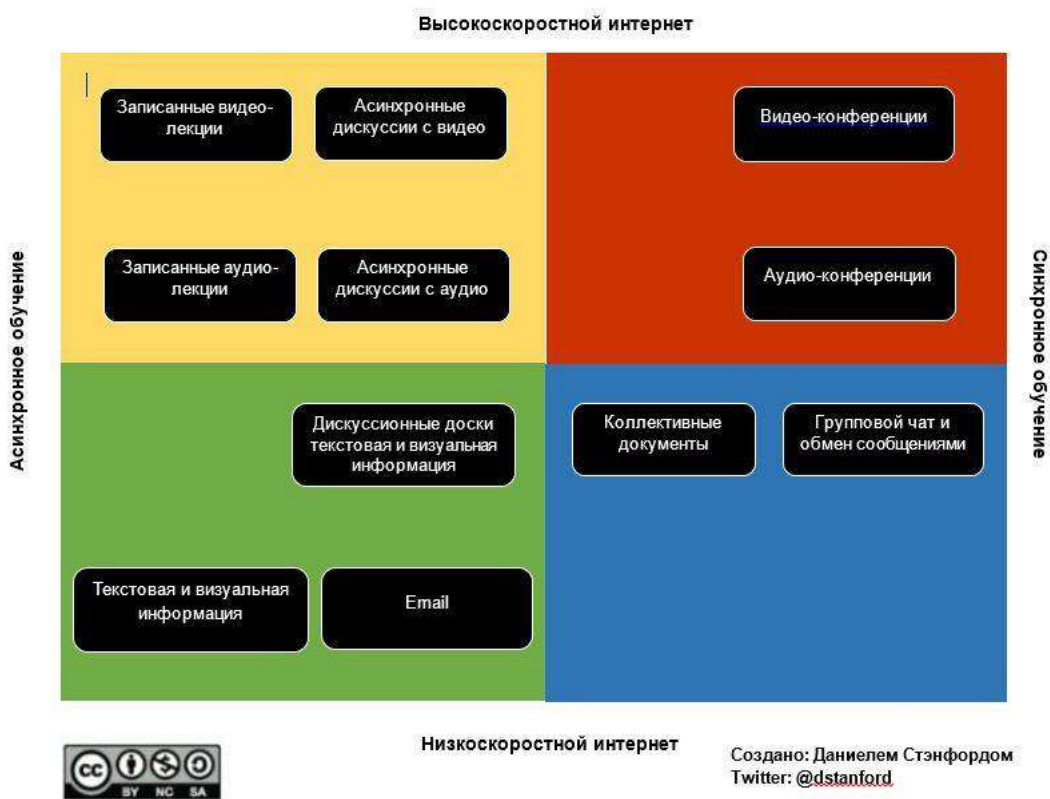 Высокоскоростной интернет
Записанные видео-
лекции
Асинхронные
дискуссии с видео
Видео-конференции
Записанные аудио-
лекции
Асинхронные
дискуссии с аудио
Аудио-конференции
Асинхронное обучение
Синхронное обучение
Дискуссионные доски
текстовая и визуальная
информация
Коллективные
документы
Групповой чат и
обмен сообщениями
Текстовая и визуальная
информация
Email
Низкоскоростной интернет
Создано: Даниелем Стэнфордом
Twitter: @dstanford
cc
BY NC SA